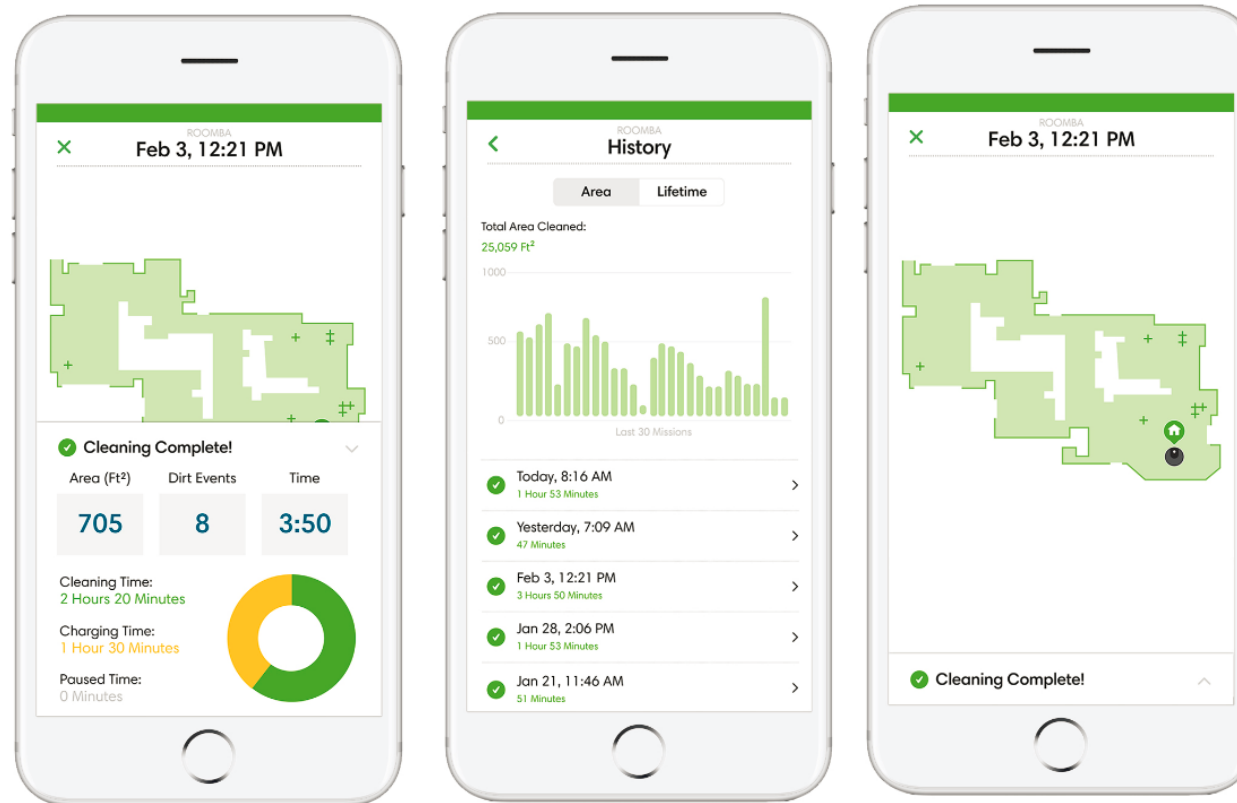 ROOMBA
Feb 3, 12:21 PM
Cleaning Complete!
Area (Ft²) Dirt Events Time
705 8 3:50
Cleaning Time:
2 Hours 20 Minutes
Charging Time:
1 Hour 30 Minutes
Paused Time:
0 Minutes
ROOMBA
History
Area Lifetime
Total Area Cleaned:
25,059 Ft²
1000
500
0
Last 30 Missions
Today, 8:16 AM
1 Hour 53 Minutes
Yesterday, 7:09 AM
47 Minutes
Feb 3, 12:21 PM
3 Hours 50 Minutes
Jan 28, 2:06 PM
1 Hour 53 Minutes
Jan 21, 11:46 AM
51 Minutes
ROOMBA
Feb 3, 12:21 PM
Cleaning Complete!